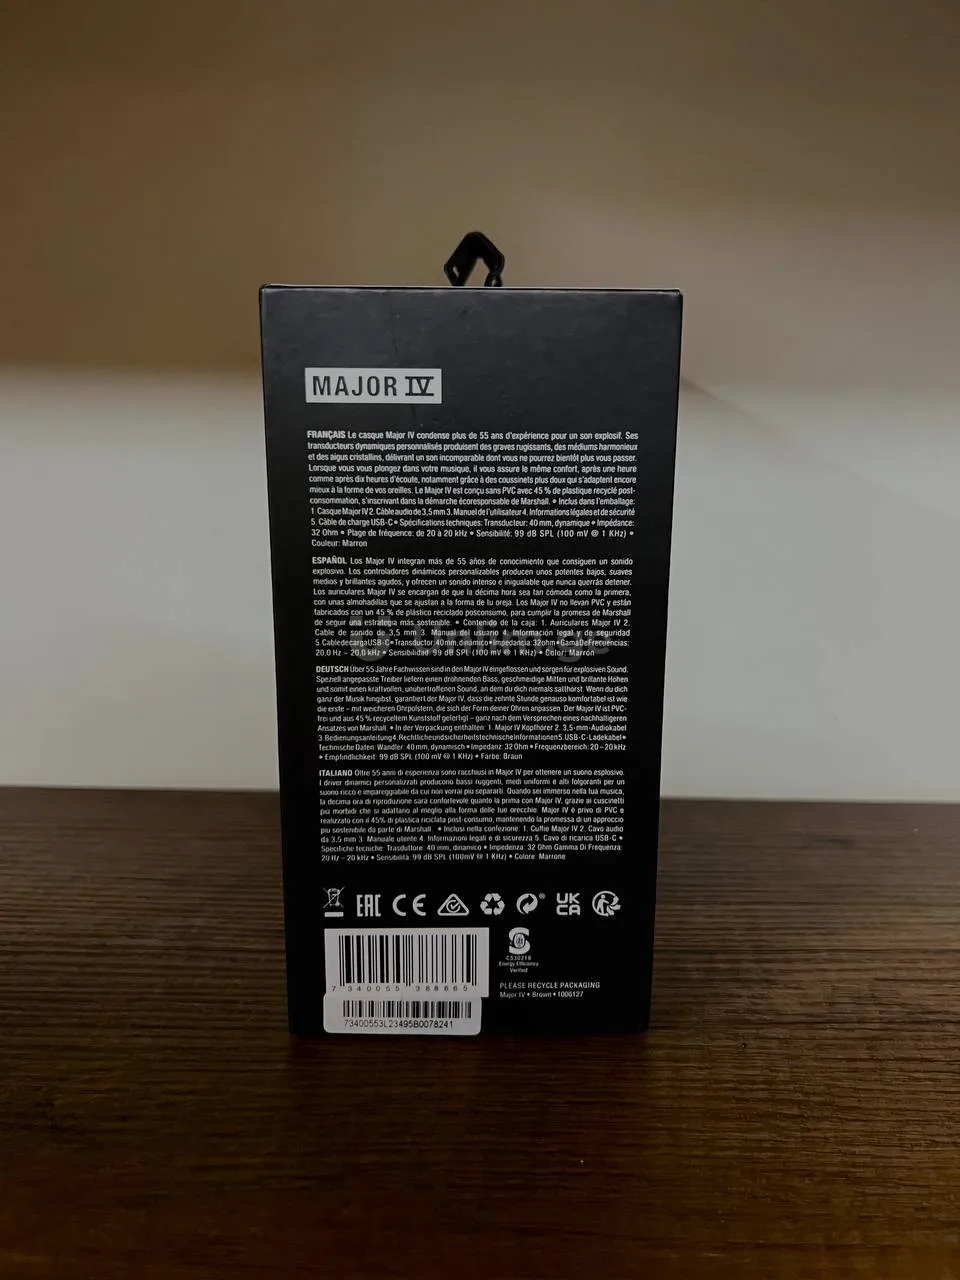 MAJOR IV
FRANÇAIS Le casque Major IV condense plus de 55 ans d'expérience pour un son explosif. Ses
transducteurs dynamiques personnalisés produisent des graves rugissants, des médiums harmonieux
et des aigus cristallins, délivrant un son incomparable dont vous ne pourrez bientôt plus vous passer.
Lorsque vous vous plongez dans votre musique, il vous assure le même confort, après une heure
comme après dix heures d'écoute, notamment grâce à des coussinets plus doux qui s'adaptent encore
mieux à la forme de vos oreilles. Le Major IV est conçu sans PVC avec 45 % de plastique recyclé post-
consommation, s'inscrivant dans la démarche écoresponsable de Marshall. • Inclus dans l'emballage:
1. Casque Major IV 2. Câble audio de 3,5 mm 3. Manuel de l'utilisateur 4. Informations légales et de sécurité
5. Câble de charge USB-C • Spécifications techniques: Transducteur: 40 mm, dynamique • Impédance:
32 Ohm • Plage de fréquence: de 20 à 20 kHz • Sensibilité: 99 dB SPL (100 mV @ 1 KHz) •
Couleur: Marron
ESPAÑOL Los Major IV integran más de 55 años de conocimiento que consiguen un sonido
explosivo. Los controladores dinámicos personalizables producen unos potentes bajos, suaves
medios y brillantes agudos, y ofrecen un sonido intenso e inigualable que nunca querrás detener.
Los auriculares Major IV se encargan de que la décima hora sea tan cómoda como la primera,
con unas almohadillas que se ajustan a la forma de tu oreja. Los Major IV no llevan PVC y están
fabricados con un 45 % de plástico reciclado posconsumo, para cumplir la promesa de Marshall
de seguir una estrategia más sostenible. • Contenido de la caja: 1. Auriculares Major IV 2.
Cable de sonido de 3,5 mm 3. Manual del usuario 4. Información legal y de seguridad
5. Cable de carga USB-C • Transductor, 40 mm, dinámico • Impedancia: 32 ohm • Gama De Frecuencias:
20,0 Hz ~ 20,0 kHz • Sensibilidad 99 dB SPL (100 mV @ 1 KHz) • Color: Marrón
DEUTSCH Über 55 Jahre Fachwissen sind in den Major IV eingeflossen und sorgen für explosiven Sound.
Speziell angepasste Treiber liefern einen dröhnenden Bass, geschmeidige Mitten und brillante Höhen
und somit einen kraftvollen, unübertroffenen Sound, an dem du dich niemals satthörst. Wenn du dich
ganz der Musik hingibst, garantiert der Major IV, dass die zehnte Stunde genauso komfortabel ist wie
die erste – mit weicheren Ohrpolstern, die sich der Form deiner Ohren anpassen. Der Major IV ist PVC-
frei und aus 45 % recyceltem Kunststoff gefertigt – ganz nach dem Versprechen eines nachhaltigeren
Ansatzes von Marshall. • In der Verpackung enthalten: 1. Major IV Kopfhörer 2. 3,5-mm-Audiokabel
3. Bedienungsanleitung 4. Rechtliche und sicherheitstechnische Informationen 5. USB-C-Ladekabel •
Technische Daten: Wandler: 40 mm, dynamisch • Impedanz: 32 Ohm • Frequenzbereich: 20 – 20 kHz
• Empfindlichkeit: 99 dB SPL (100 mV @ 1 KHz) • Farbe: Braun
ITALIANO Oltre 55 anni di esperienza sono racchiusi in Major IV per ottenere un suono esplosivo.
I driver dinamici personalizzati producono bassi ruggenti, medi uniformi e alti folgoranti per un
suono ricco e impareggiabile da cui non vorrai più separarti. Quando sei immerso nella tua musica,
la decima ora di riproduzione sarà confortevole quanto la prima con Major IV, grazie ai cuscinetti
più morbidi che si adattano al meglio alla forma delle tue orecchie. Major IV è privo di PVC e
realizzato con il 45% di plastica riciclata post-consumo, mantenendo la promessa di un approccio
più sostenibile da parte di Marshall. • Inclusi nella confezione: 1. Cuffie Major IV 2. Cavo audio
da 3,5 mm 3. Manuale utente 4. Informazioni legali e di sicurezza 5. Cavo di ricarica USB-C •
Specifiche tecniche: Trasduttore: 40 mm, dinamico • Impedenza: 32 Ohm Gamma Di Frequenza:
20 Hz – 20 kHz • Sensibilità: 99 dB SPL (100mV @ 1 KHz) • Colore: Marrone
EAC CE UK CA
CS30219
Energy Efficiency
Verified
7 340055 388665
PLEASE RECYCLE PACKAGING
Major IV • Brown • 1006127
73400553L23495B0078241